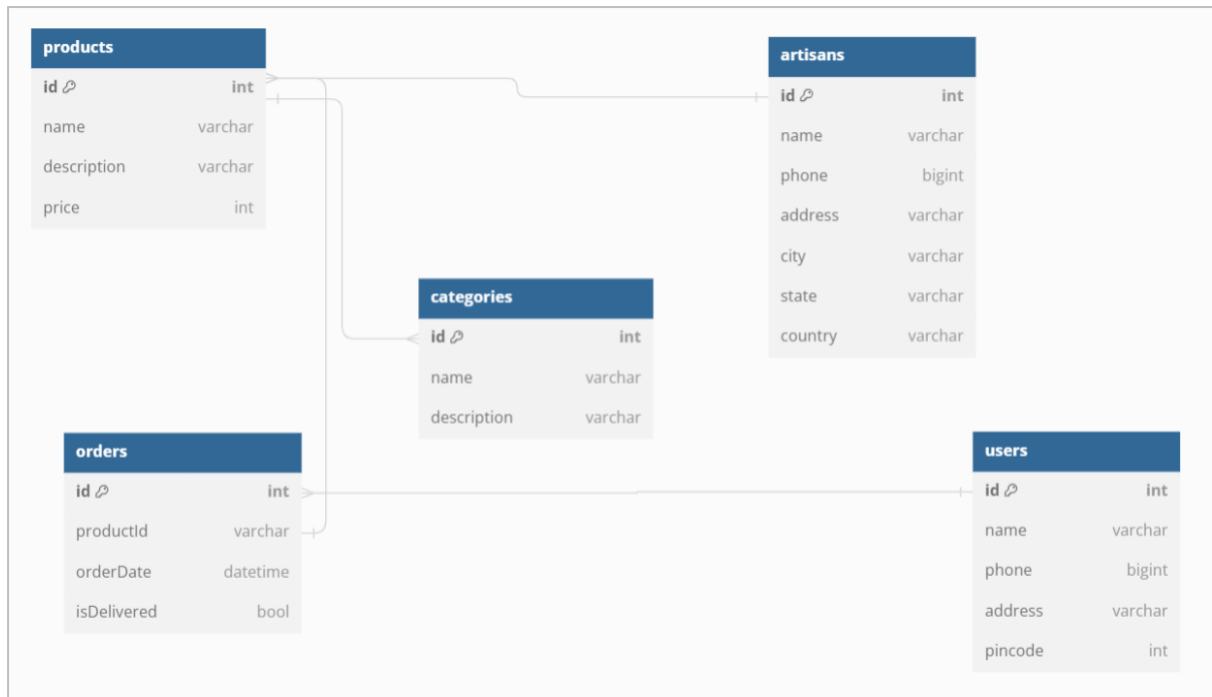 products
id int
name varchar
description varchar
price int
artisans
id int
name varchar
phone bigint
address varchar
city varchar
state varchar
country varchar
categories
id int
name varchar
description varchar
orders
id int
productId varchar
orderDate datetime
isDelivered bool
users
id int
name varchar
phone bigint
address varchar
pincode int